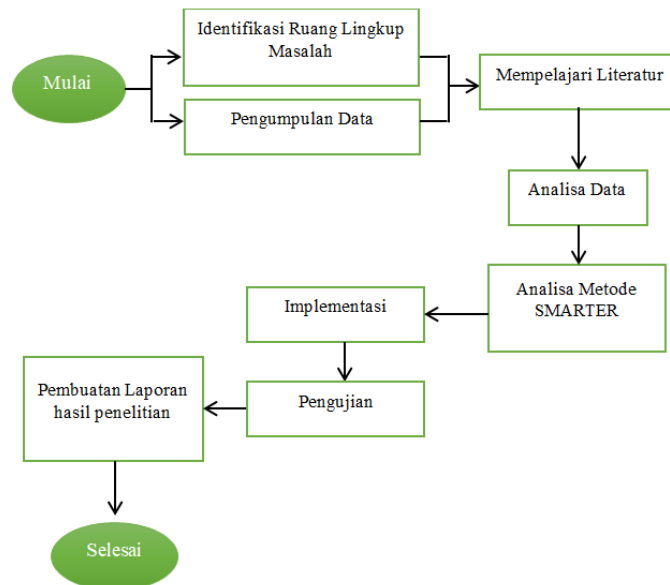 Mulai
Identifikasi Ruang Lingkup
Masalah
Pengumpulan Data
Mempelajari Literatur
Analisa Data
Analisa Metode
SMARTER
Implementasi
Pengujian
Pembuatan Laporan
hasil penelitian
Selesai